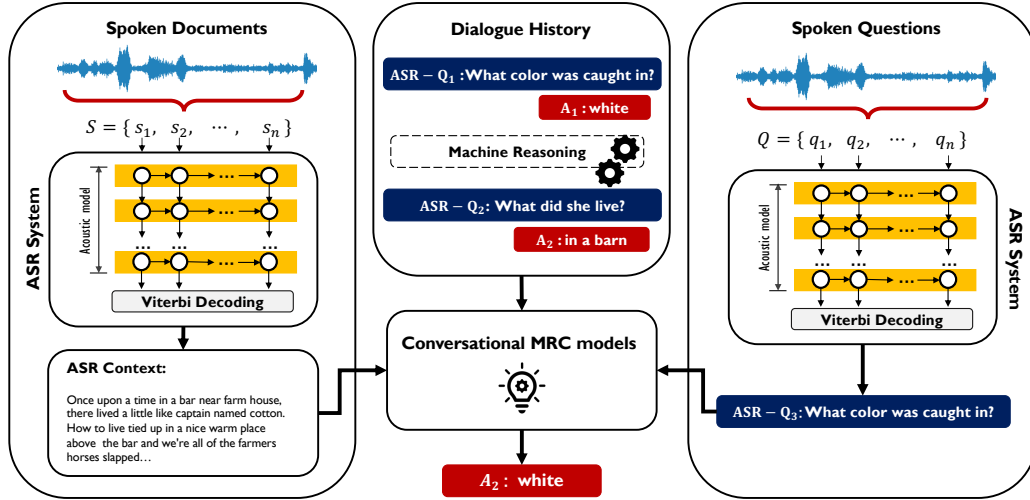 Spoken Documents
S = { s₁, s₂, ⋯ , sₙ }
ASR System
Acoustic model
...
...
... ... ...
...
Viterbi Decoding
ASR Context:
Once upon a time in a bar near farm house,
there lived a little like captain named cotton.
How to live tied up in a nice warm place
above the bar and we're all of the farmers
horses slapped...
Dialogue History
ASR – Q₁ : What color was caught in?
A₁ : white
Machine Reasoning
ASR – Q₂: What did she live?
A₂ : in a barn
Conversational MRC models
A₂ : white
Spoken Questions
Q = { q₁, q₂, ⋯ , qₙ }
ASR System
Acoustic model
...
...
... ... ...
...
Viterbi Decoding
ASR – Q₃: What color was caught in?